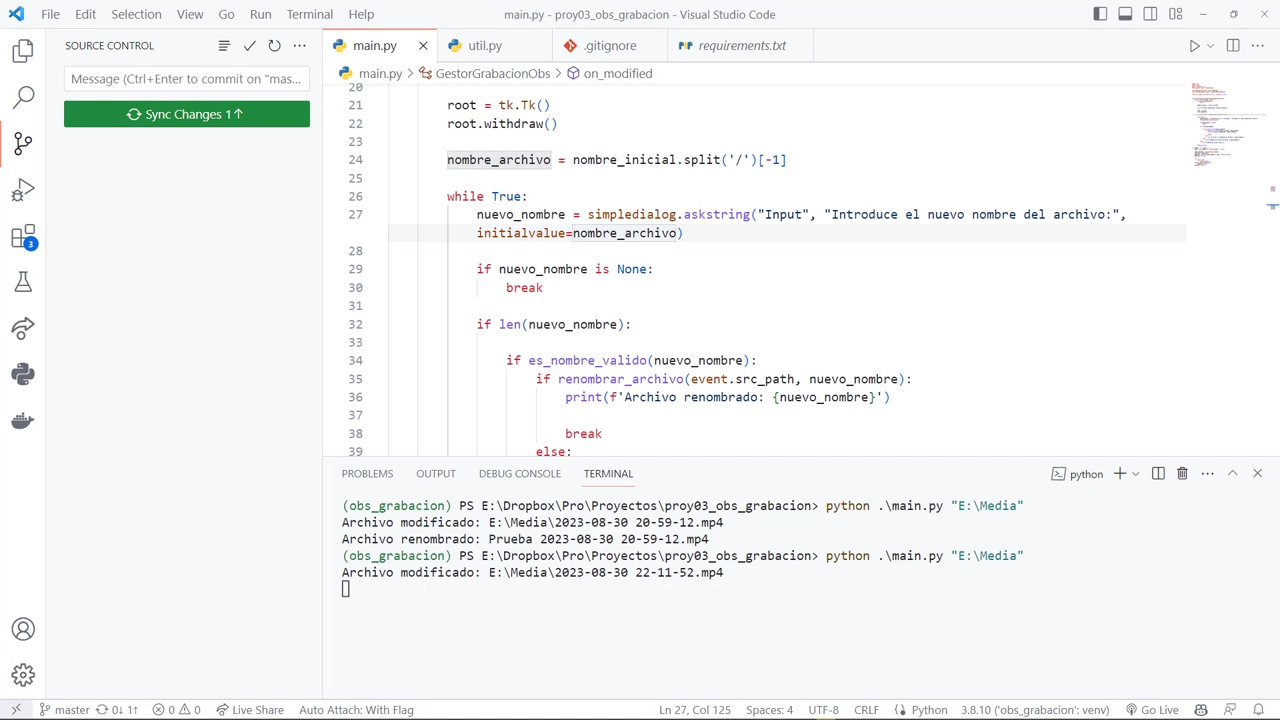 File Edit Selection View Go Run Terminal Help
main.py - proy03_obs_grabacion - Visual Studio Code
SOURCE CONTROL
Message (Ctrl+Enter to commit on "mas...
Sync Changes 1↑
3
main.py
util.py
.gitignore
requirements.txt
main.py > GestorGrabacionObs > on_modified
20
21 root =
22
23
24 = .split('/')[-
25
26 while True:
27 nuevo_nombre = simpledialog.askstring("Input", "Introduce el nuevo nombre del archivo:",
initialvalue=nombre_archivo)
28
29 if nuevo_nombre is None:
30 break
31
32 if len(nuevo_nombre):
33
34 if es_nombre_valido(nuevo_nombre):
35 if renombrar_archivo(event.src_path, nuevo_nombre):
36 print(f'Archivo renombrado: {nuevo_nombre}')
37
38 break
39 else:
PROBLEMS OUTPUT DEBUG CONSOLE TERMINAL
python
(obs_grabacion) PS E:\Dropbox\Pro\Proyectos\proy03_obs_grabacion> python .\main.py "E:\Media"
Archivo modificado: E:\Media\2023-08-30 20-59-12.mp4
Archivo renombrado: Prueba 2023-08-30 20-59-12.mp4
(obs_grabacion) PS E:\Dropbox\Pro\Proyectos\proy03_obs_grabacion> python .\main.py "E:\Media"
Archivo modificado: E:\Media\2023-08-30 22-11-52.mp4
master 0↓ 1↑ 0 0 Live Share Auto Attach: With Flag Ln 27, Col 125 Spaces: 4 UTF-8 CRLF Python 3.8.10 ('obs_grabacion': venv) Go Live